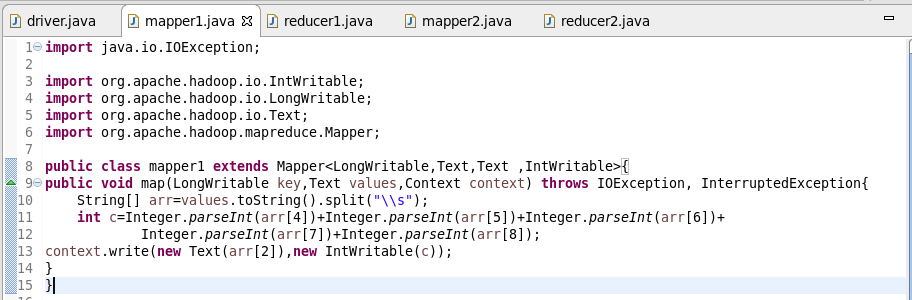 driver.java mapper1.java reducer1.java mapper2.java reducer2.java
1 import java.io.IOException;
2
3 import org.apache.hadoop.io.IntWritable;
4 import org.apache.hadoop.io.LongWritable;
5 import org.apache.hadoop.io.Text;
6 import org.apache.hadoop.mapreduce.Mapper;
7
8 public class mapper1 extends Mapper<LongWritable,Text,Text ,IntWritable>{
9 public void map(LongWritable key,Text values,Context context) throws IOException, InterruptedException{
10     String[] arr=values.toString().split("\\s");
11     int c=Integer.parseInt(arr[4])+Integer.parseInt(arr[5])+Integer.parseInt(arr[6])+
12             Integer.parseInt(arr[7])+Integer.parseInt(arr[8]);
13 context.write(new Text(arr[2]),new IntWritable(c));
14 }
15 }